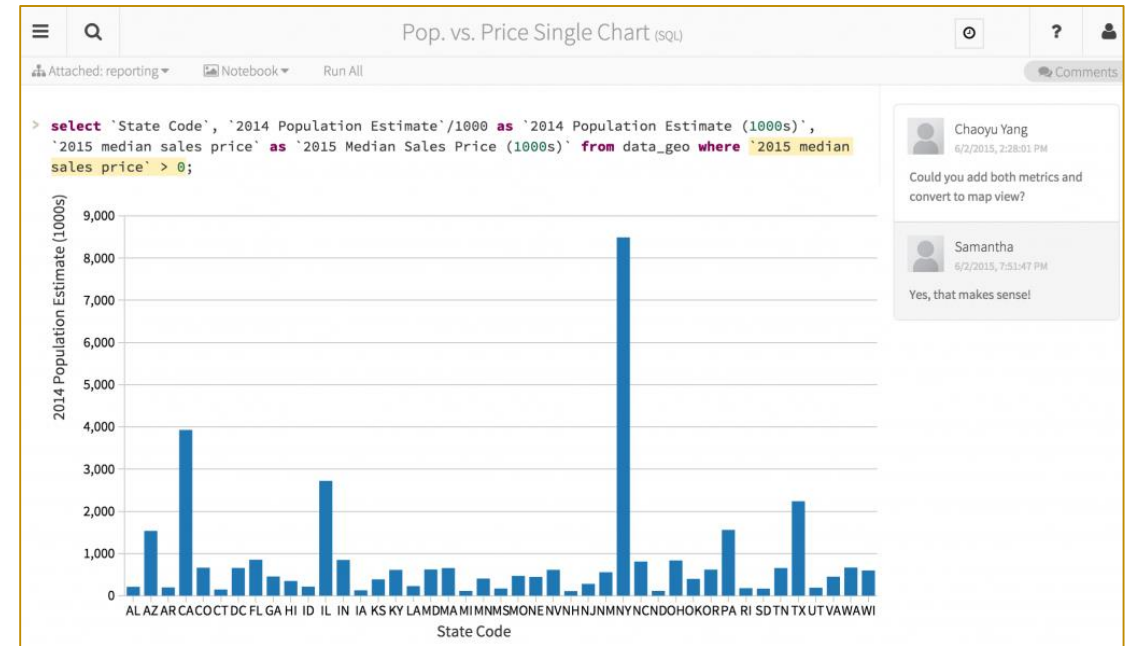 Pop. vs. Price Single Chart (SQL)
?
Attached: reporting
Notebook
Run All
Comments
> select `State Code`, `2014 Population Estimate`/1000 as `2014 Population Estimate (1000s)`,
`2015 median sales price` as `2015 Median Sales Price (1000s)` from data_geo where `2015 median
sales price` > 0;
Chaoyu Yang
6/2/2015, 2:28:01 PM
Could you add both metrics and
convert to map view?
Samantha
6/2/2015, 7:51:47 PM
Yes, that makes sense!
2014 Population Estimate (1000s)
9,000
8,000
7,000
6,000
5,000
4,000
3,000
2,000
1,000
0
AL AZ AR CA CO CT DC FL GA HI ID IL IN IA KS KY LA MD MA MI MN MS MO NE NV NH NJ NM NY NC ND OH OK OR PA RI SD TN TX UT VA WA WI
State Code